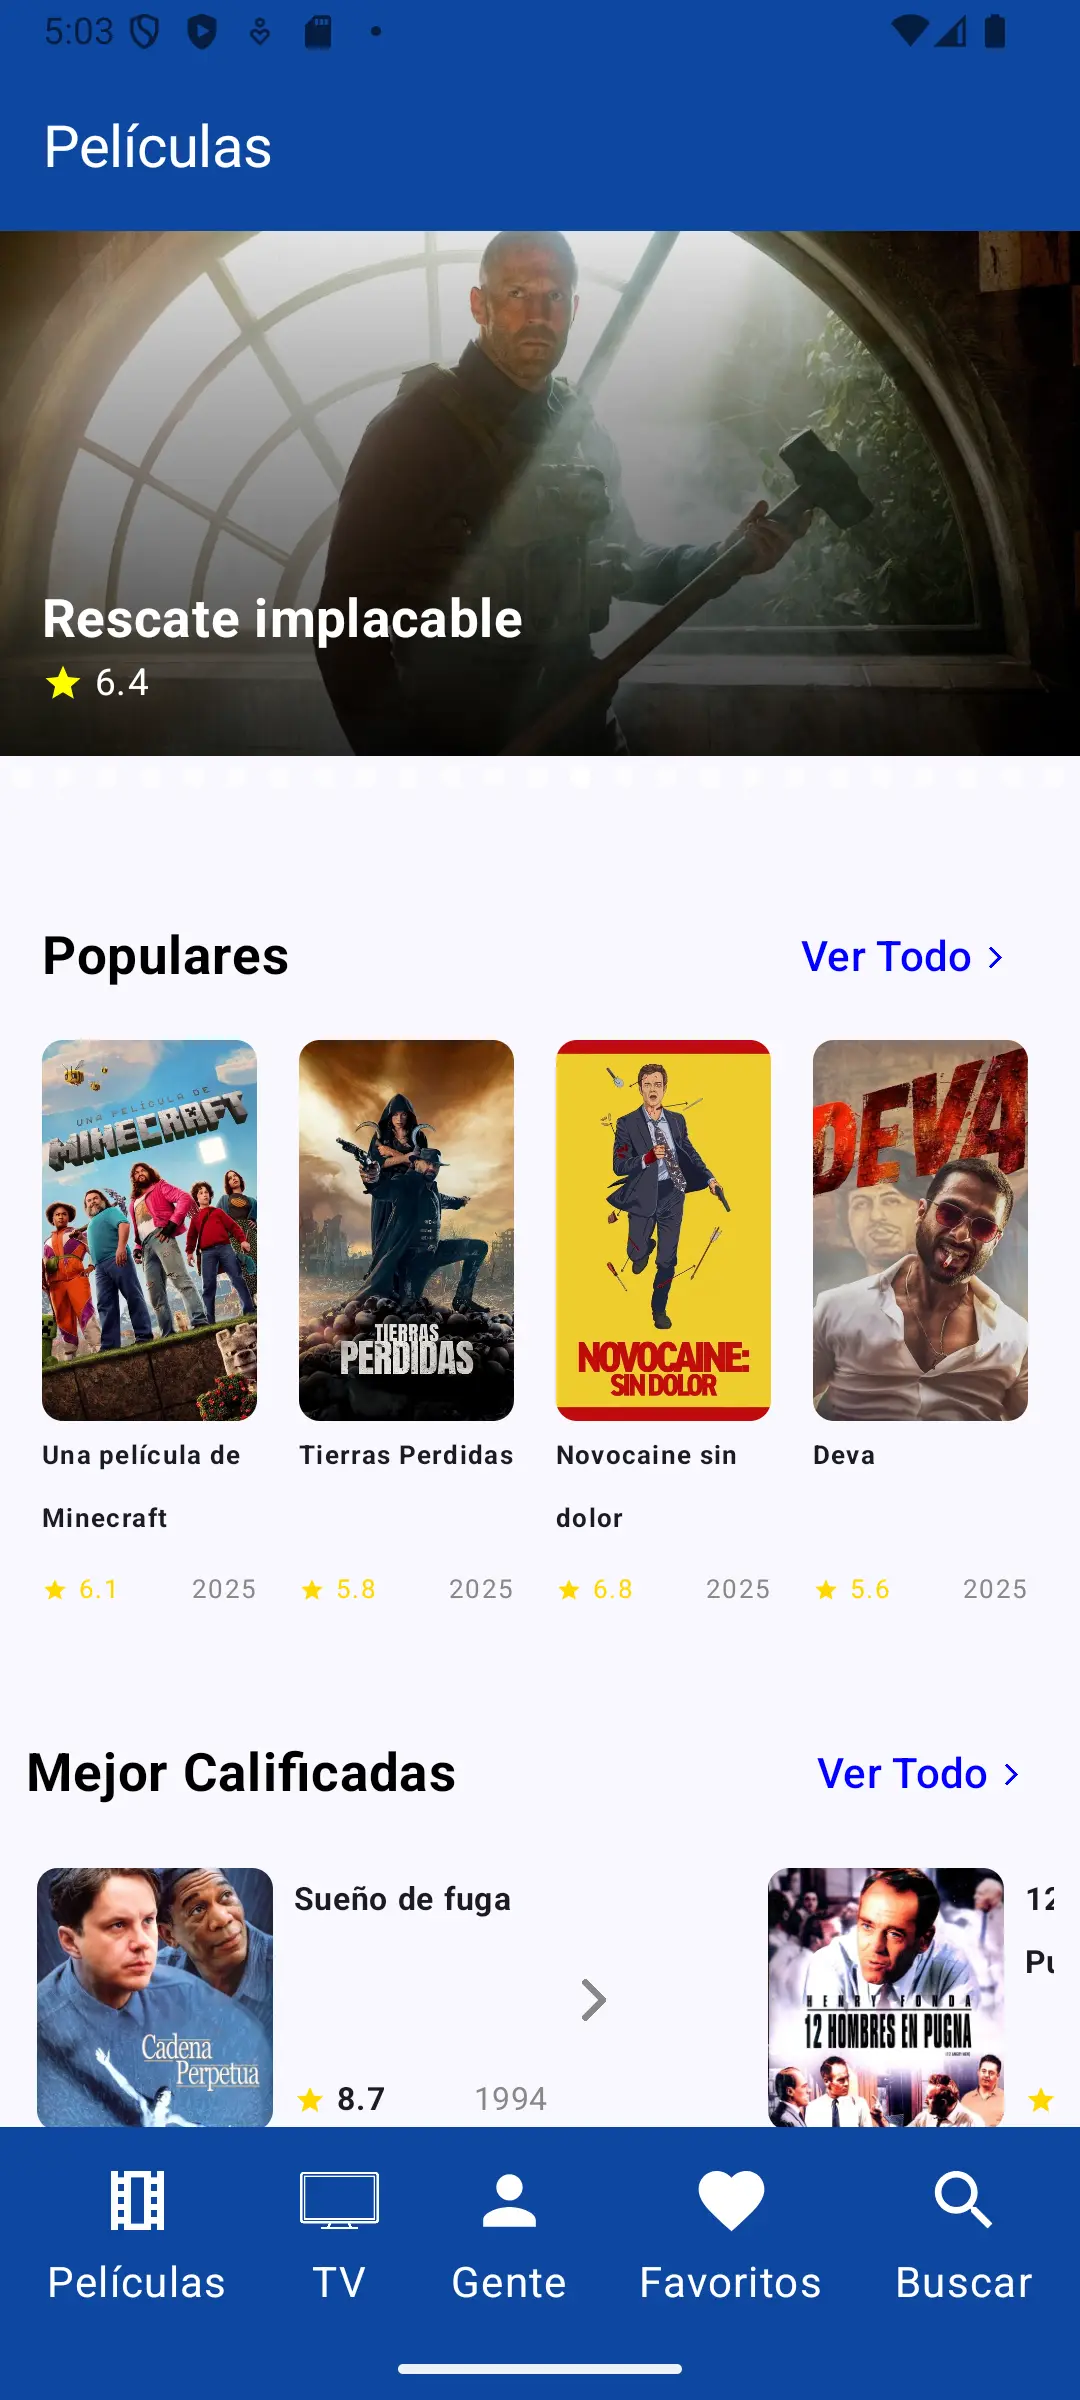 5:03
Películas
Rescate implacable
6.4
Populares
Ver Todo
UNA PELÍCULA DE
MINECRAFT
TIERRAS
PERDIDAS
NOVOCAINE:
SIN DOLOR
DEVA
Una película de
Minecraft
Tierras Perdidas
Novocaine sin
dolor
Deva
6.1
2025
5.8
2025
6.8
2025
5.6
2025
Mejor Calificadas
Ver Todo
Cadena
Perpetua
Sueño de fuga
8.7
1994
HENRY FONDA
12 HOMBRES EN PUGNA
12
Pu
Películas
TV
Gente
Favoritos
Buscar